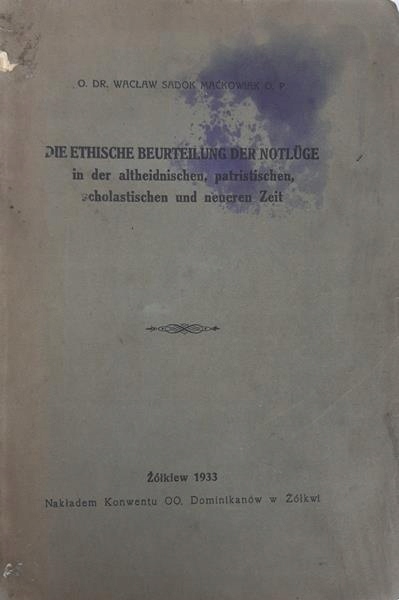 O. DR. WACŁAW SADOK MAĆKOWIAK O. P.
DIE ETHISCHE BEURTEILUNG DER NOTLÜGE
in der altheidnischen, patristischen,
scholastischen und neueren Zeit
Żółkiew 1933
Nakładem Konwentu OO. Dominikanów w Żółkwi